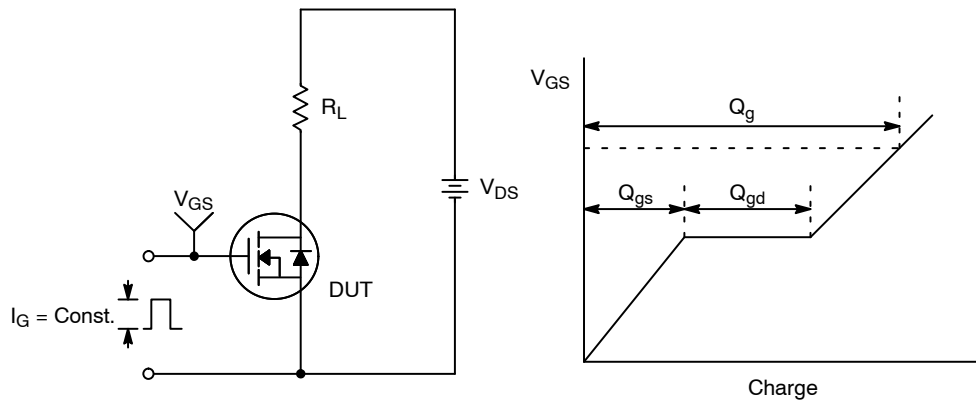 R_L
V_GS
V_DS
DUT
I_G = Const.
V_GS
Q_g
Q_gs
Q_gd
Charge